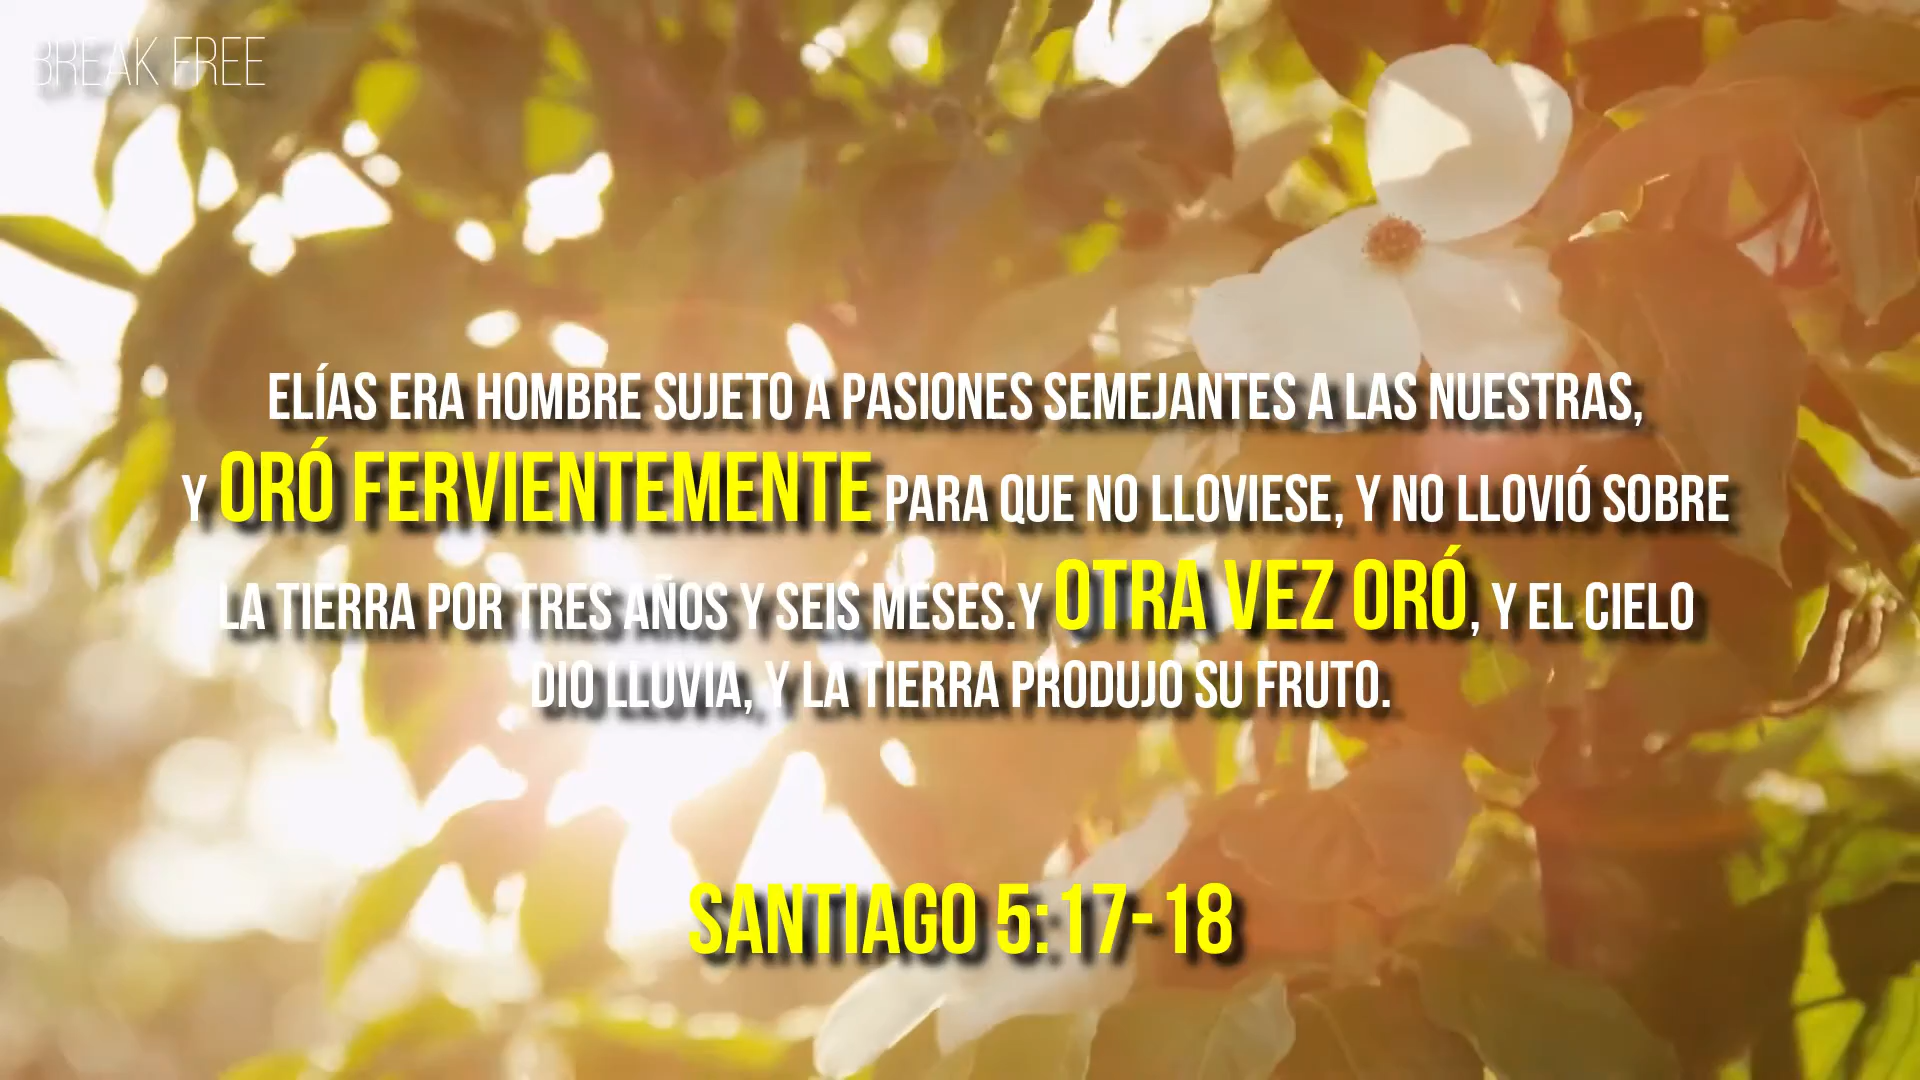 BREAK FREE
ELÍAS ERA HOMBRE SUJETO A PASIONES SEMEJANTES A LAS NUESTRAS,
Y ORÓ FERVIENTEMENTE PARA QUE NO LLOVIESE, Y NO LLOVIÓ SOBRE
LA TIERRA POR TRES AÑOS Y SEIS MESES.Y OTRA VEZ ORÓ, Y EL CIELO
DIO LLUVIA, Y LA TIERRA PRODUJO SU FRUTO.
SANTIAGO 5:17-18